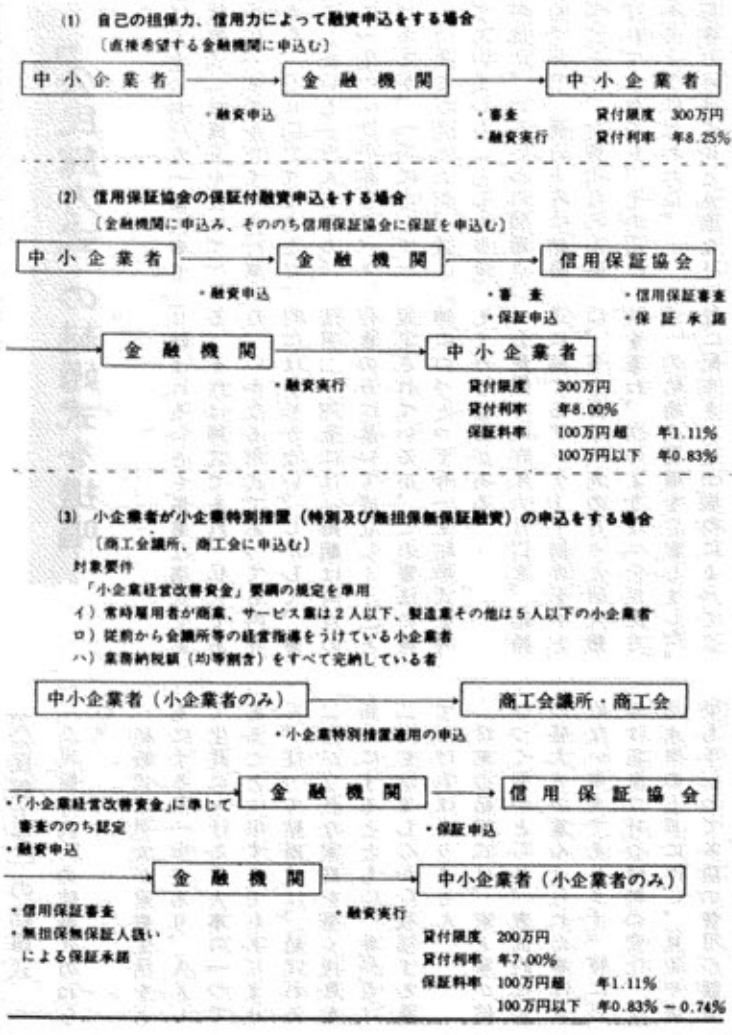 (1) 自己の担保力、信用力によって融資申込をする場合
〔直接希望する金融機関に申込む〕
中小企業者
金融機関
中小企業者
・融資申込
・審査
・融資実行
貸付限度 300万円
貸付利率 年8.25%
(2) 信用保証協会の保証付融資申込をする場合
〔金融機関に申込み、そののち信用保証協会に保証を申込む〕
中小企業者
金融機関
信用保証協会
・融資申込
・審査
・保証申込
・信用保証審査
・保証承諾
金融機関
中小企業者
・融資実行
貸付限度 300万円
貸付利率 年8.00%
保証料率 100万円超 年1.11%
100万円以下 年0.83%
(3) 小企業者が小企業特別措置(特別及び無担保無保証融資)の申込をする場合
〔商工会議所、商工会に申込む〕
対象要件
「小企業経営改善資金」要綱の規定を準用
イ)常時雇用者が商業、サービス業は2人以下、製造業その他は5人以下の小企業者
ロ)従前から会議所等の経営指導をうけている小企業者
ハ)業務納税額(均等割含)をすべて完納している者
中小企業者(小企業者のみ)
商工会議所・商工会
・小企業特別措置適用の申込
金融機関
信用保証協会
・「小企業経営改善資金」に準じて
審査ののち認定
・融資申込
・保証申込
金融機関
中小企業者(小企業者のみ)
・信用保証審査
・無担保無保証人扱い
による保証承諾
・融資実行
貸付限度 200万円
貸付利率 年7.00%
保証料率 100万円超 年1.11%
100万円以下 年0.83%-0.74%